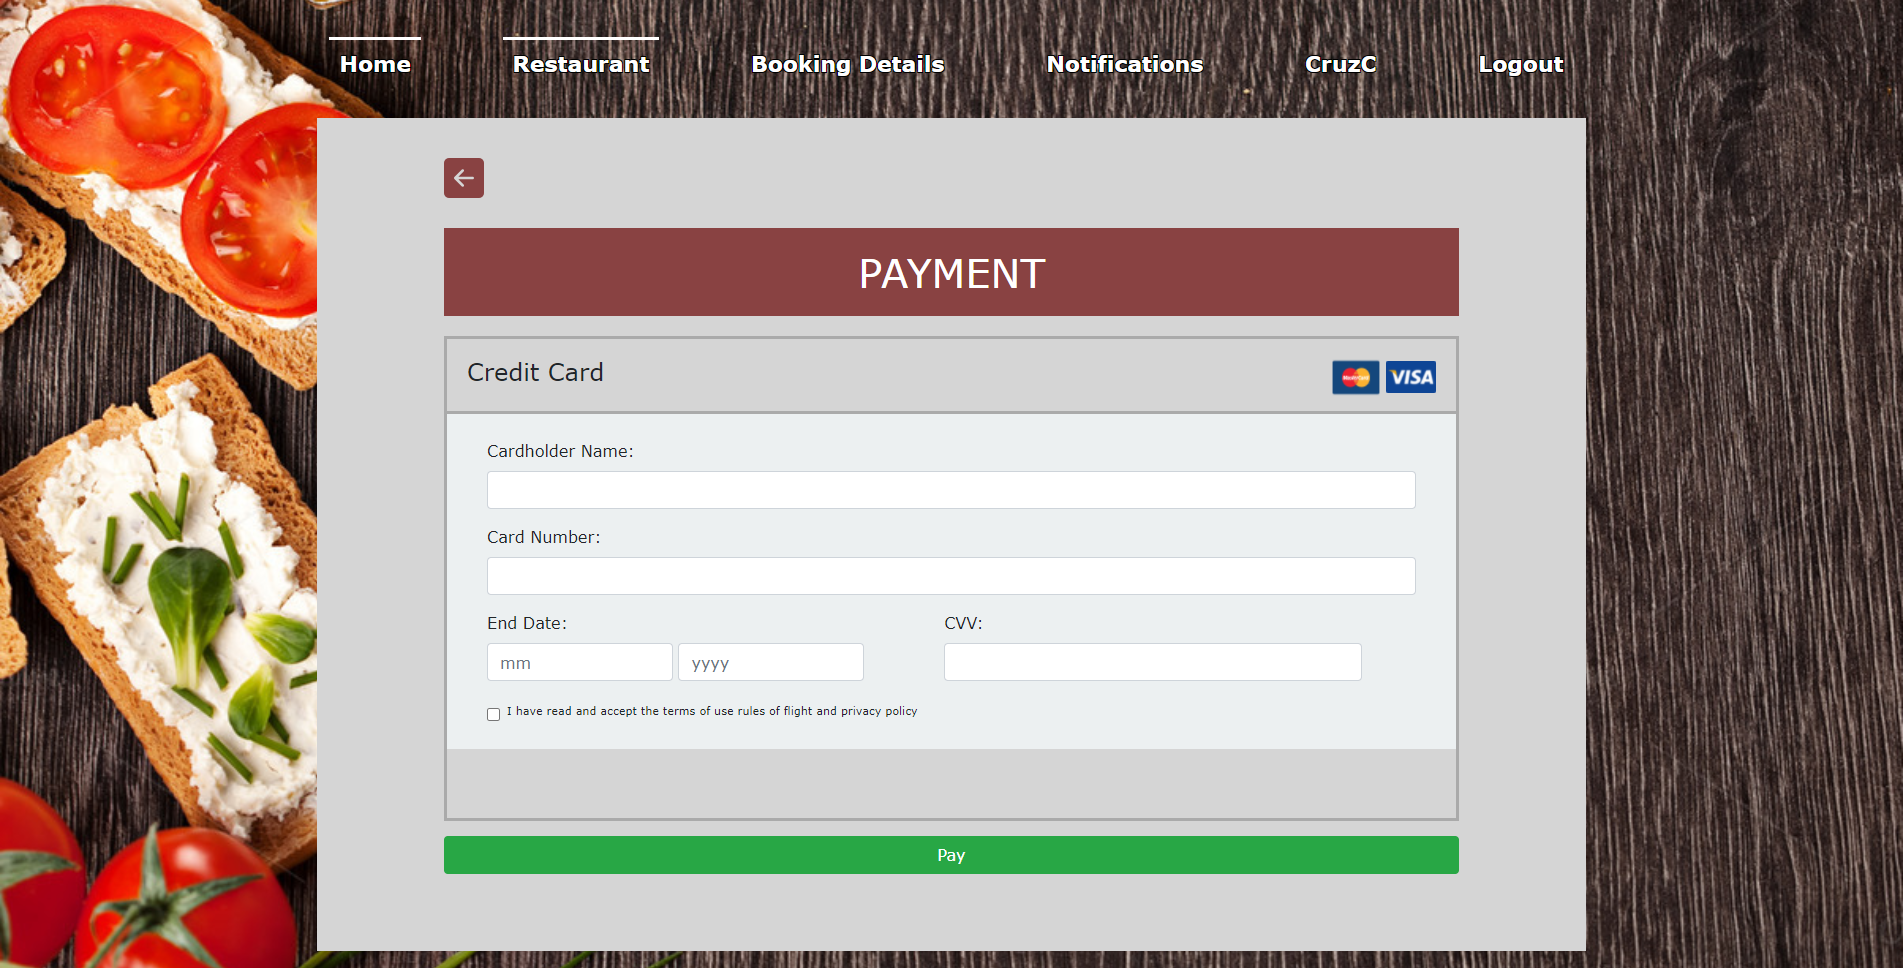 Home Restaurant Booking Details Notifications CruzC Logout
PAYMENT
Credit Card VISA
Cardholder Name:
Card Number:
End Date: CVV:
mm yyyy
I have read and accept the terms of use rules of flight and privacy policy
Pay